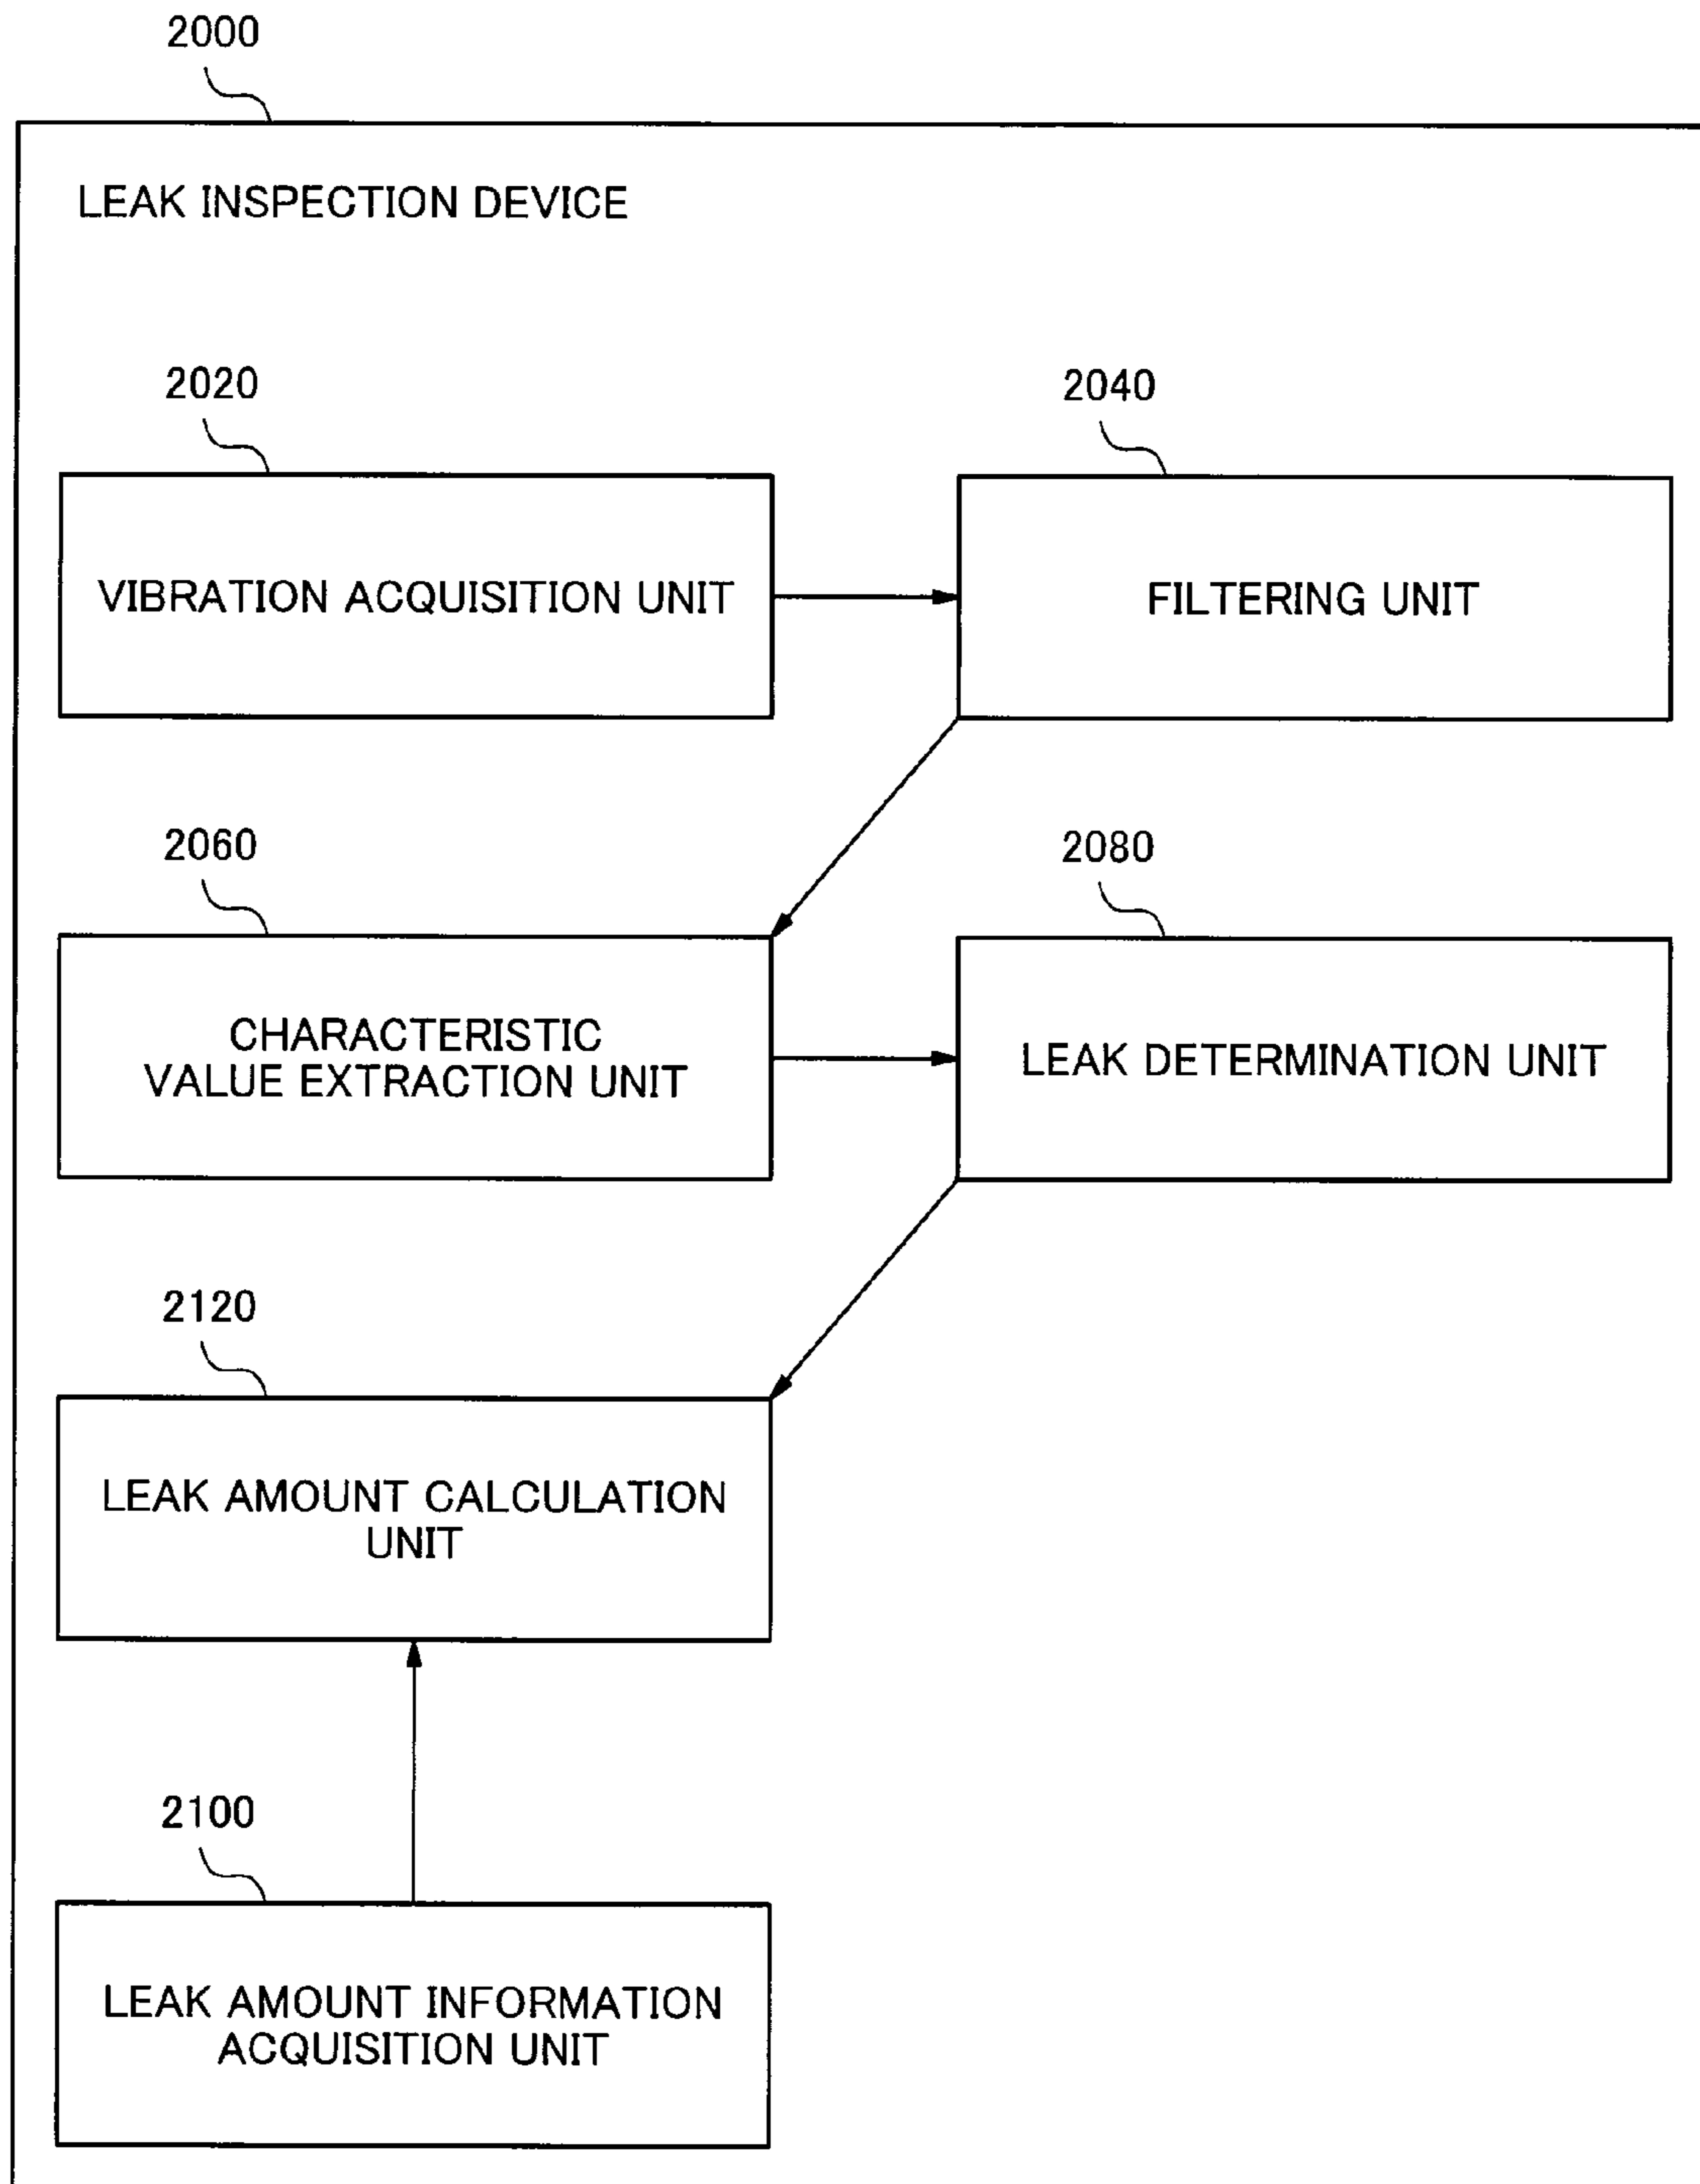 2000
LEAK INSPECTION DEVICE
2020
2040
VIBRATION ACQUISITION UNIT
FILTERING UNIT
2060
2080
CHARACTERISTIC
VALUE EXTRACTION UNIT
LEAK DETERMINATION UNIT
2120
LEAK AMOUNT CALCULATION
UNIT
2100
LEAK AMOUNT INFORMATION
ACQUISITION UNIT